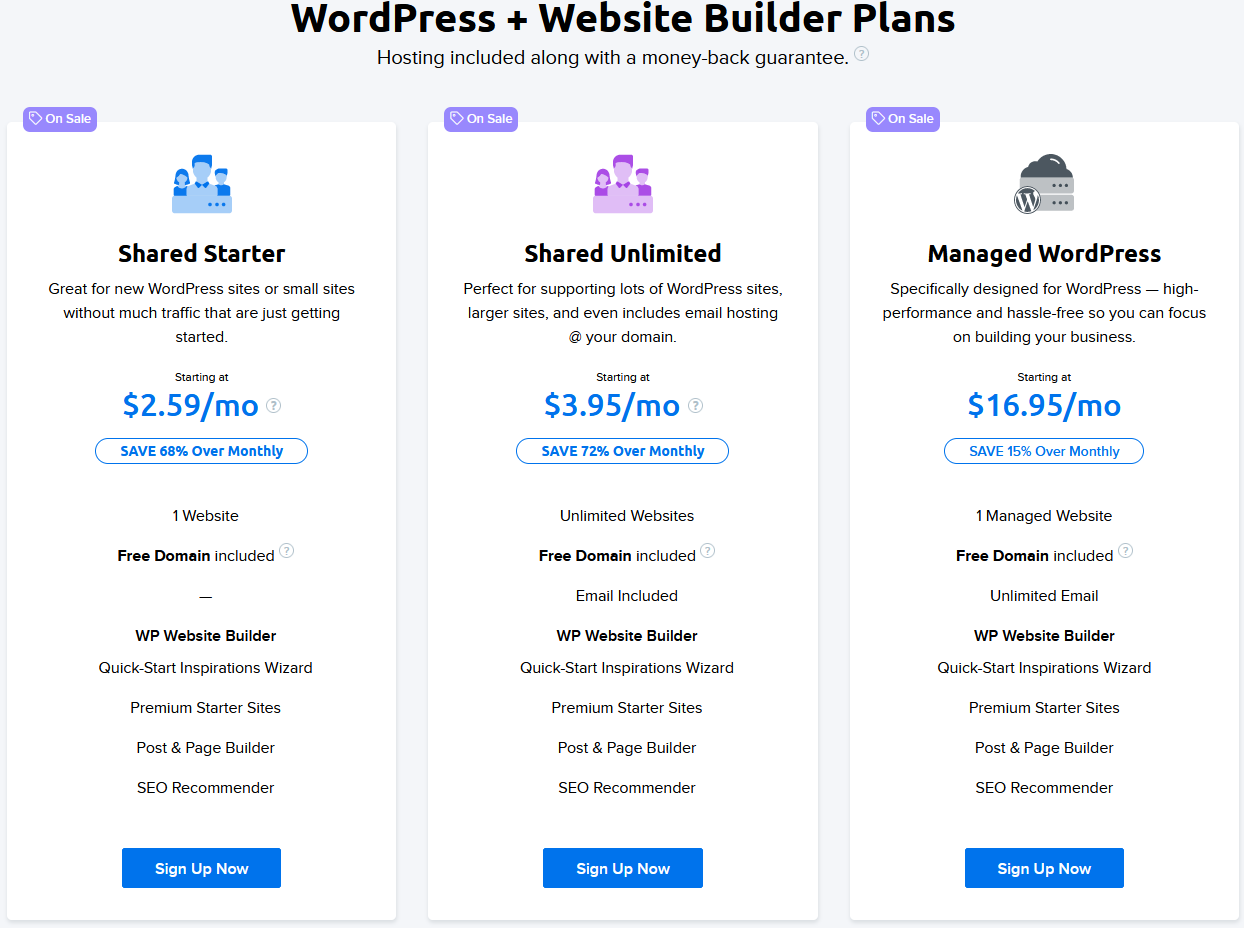 WordPress + Website Builder Plans
Hosting included along with a money-back guarantee. ?
On Sale
Shared Starter
Great for new WordPress sites or small sites
without much traffic that are just getting
started.
Starting at
$2.59/mo ?
SAVE 68% Over Monthly
1 Website
Free Domain included ?
—
WP Website Builder
Quick-Start Inspirations Wizard
Premium Starter Sites
Post & Page Builder
SEO Recommender
Sign Up Now
On Sale
Shared Unlimited
Perfect for supporting lots of WordPress sites,
larger sites, and even includes email hosting
@ your domain.
Starting at
$3.95/mo ?
SAVE 72% Over Monthly
Unlimited Websites
Free Domain included ?
Email Included
WP Website Builder
Quick-Start Inspirations Wizard
Premium Starter Sites
Post & Page Builder
SEO Recommender
Sign Up Now
On Sale
W
Managed WordPress
Specifically designed for WordPress — high-
performance and hassle-free so you can focus
on building your business.
Starting at
$16.95/mo
SAVE 15% Over Monthly
1 Managed Website
Free Domain included ?
Unlimited Email
WP Website Builder
Quick-Start Inspirations Wizard
Premium Starter Sites
Post & Page Builder
SEO Recommender
Sign Up Now